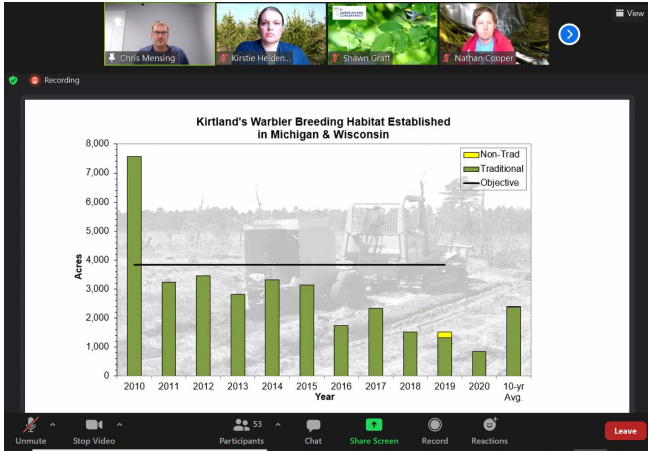 View
AMERICAN BIRD
CONSERVANCY
Chris Mensing
Kirstie Heiden...
Shawn Graff
Nathan Cooper
Recording
Kirtland's Warbler Breeding Habitat Established
in Michigan & Wisconsin
8,000
7,000
6,000
5,000
4,000
3,000
2,000
1,000
0
Acres
Non-Trad
Traditional
Objective
2010 2011 2012 2013 2014 2015 2016 2017 2018 2019 2020 10-yr
Avg.
Year
53
Unmute Stop Video Participants Chat Share Screen Record Reactions
Leave